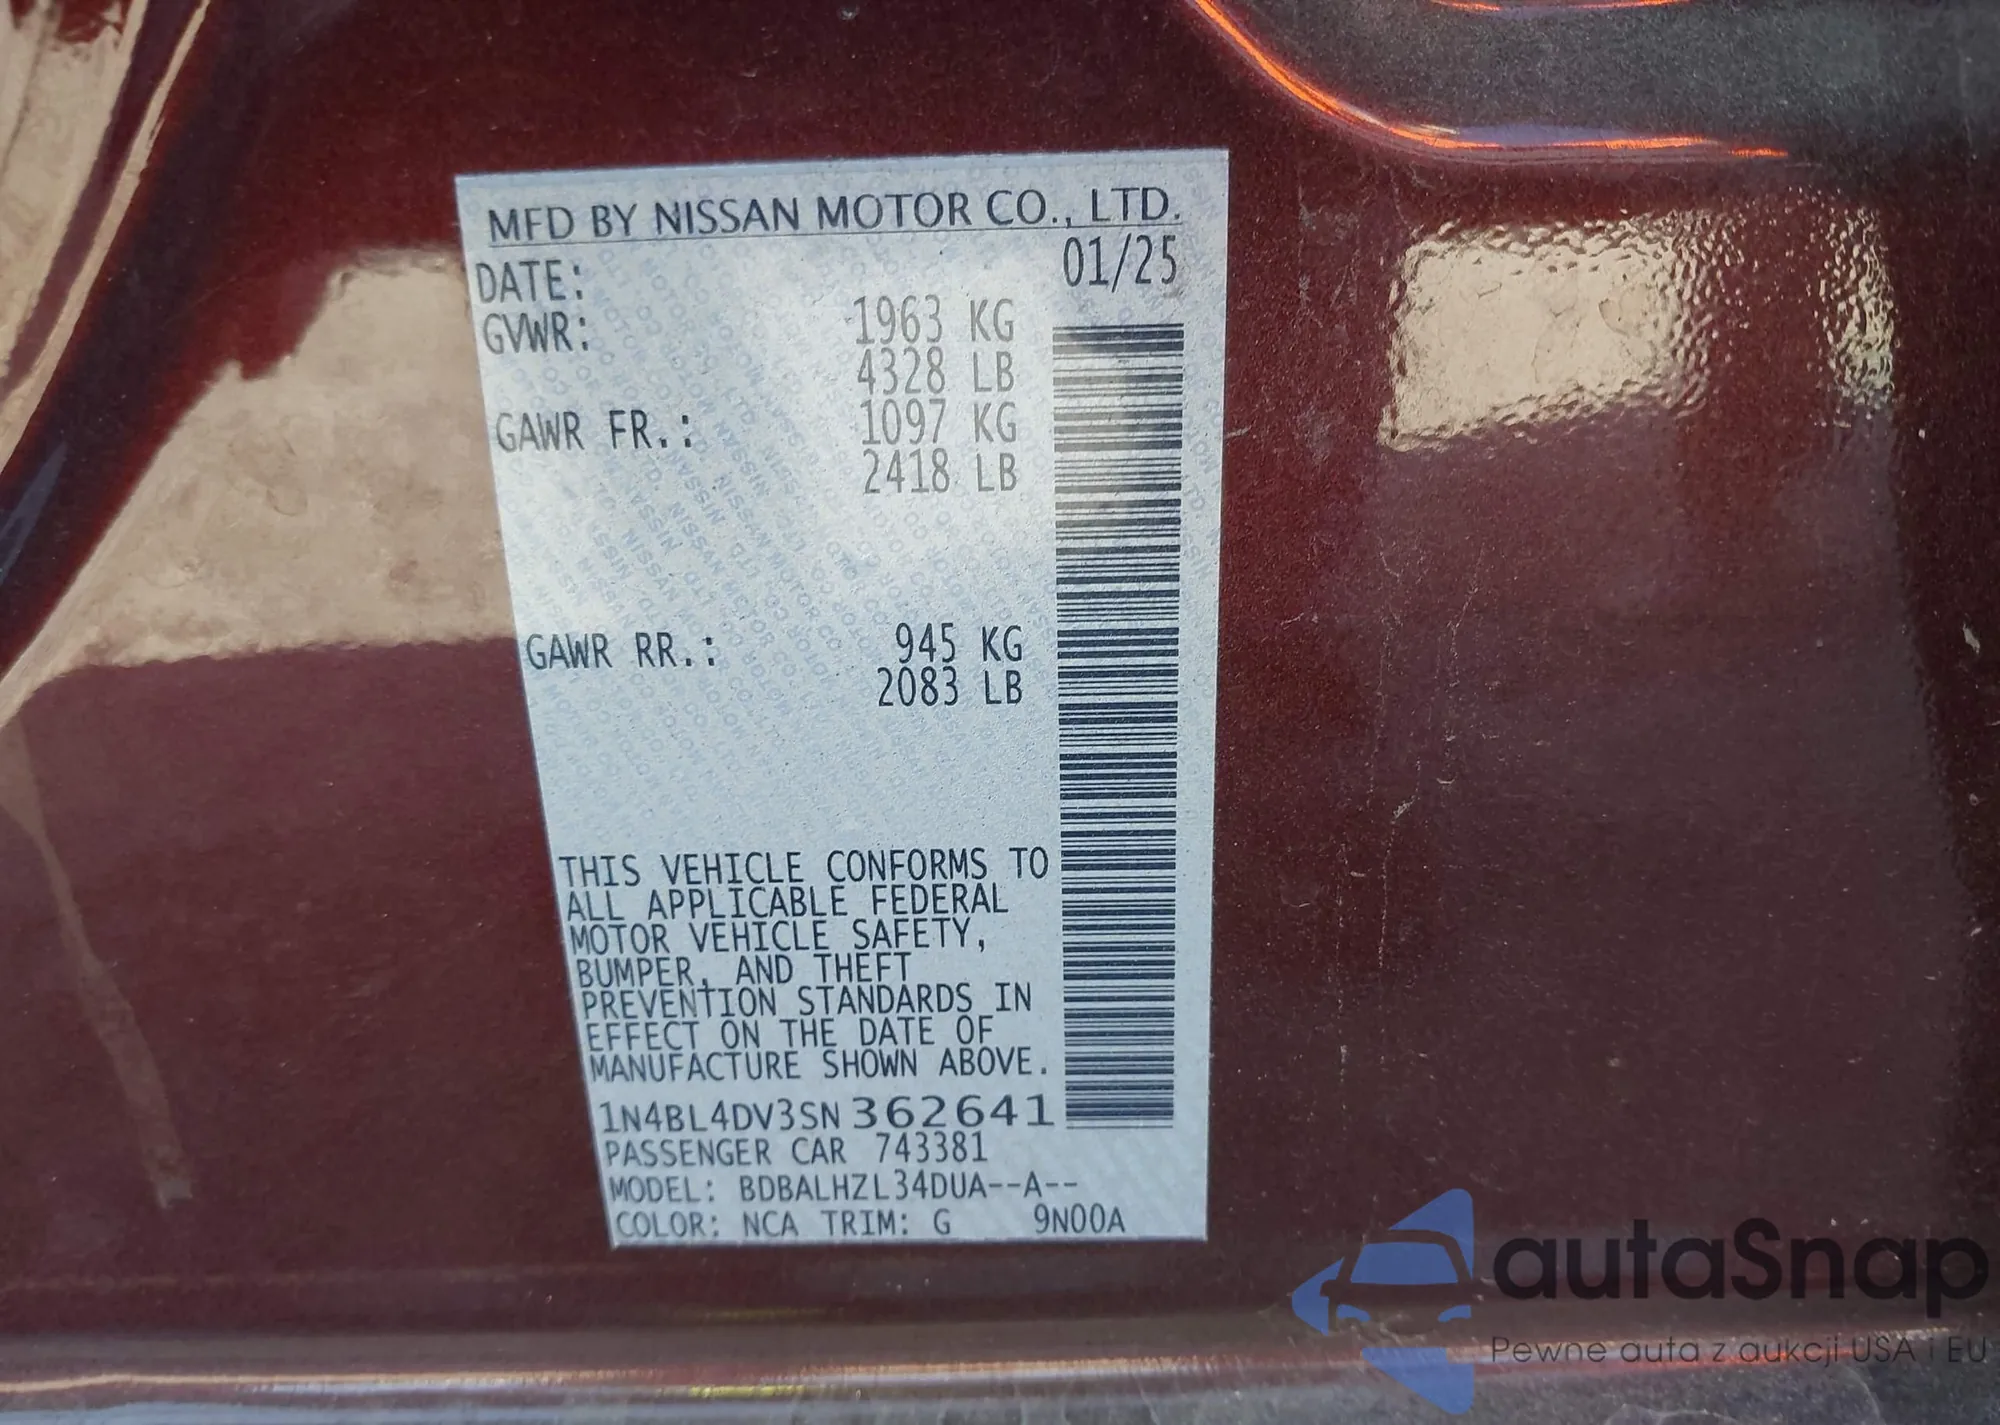 MFD BY NISSAN MOTOR CO., LTD.
DATE: 01/25
GVWR: 1963 KG
4328 LB
GAWR FR.: 1097 KG
2418 LB
GAWR RR.: 945 KG
2083 LB
THIS VEHICLE CONFORMS TO
ALL APPLICABLE FEDERAL
MOTOR VEHICLE SAFETY,
BUMPER, AND THEFT
PREVENTION STANDARDS IN
EFFECT ON THE DATE OF
MANUFACTURE SHOWN ABOVE.
1N4BL4DV3SN362641
PASSENGER CAR 743381
MODEL: BDBALHZL34DUA--A--
COLOR: NCA TRIM: G 9N00A
autaSnap
Pewne auta z aukcji USA i EU